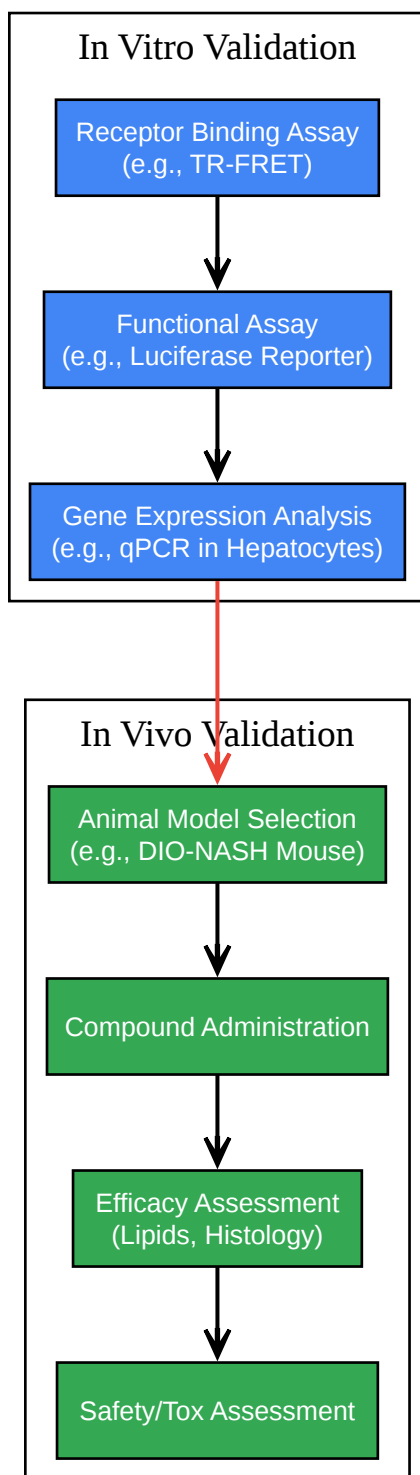 In Vitro Validation
Receptor Binding Assay
(e.g., TR-FRET)
Functional Assay
(e.g., Luciferase Reporter)
Gene Expression Analysis
(e.g., qPCR in Hepatocytes)
In Vivo Validation
Animal Model Selection
(e.g., DIO-NASH Mouse)
Compound Administration
Efficacy Assessment
(Lipids, Histology)
Safety/Tox Assessment